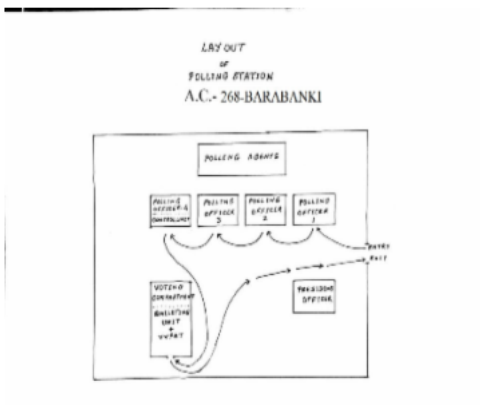 LAY OUT
OF
POLLING STATION
A.C.- 268-BARABANKI
POLLING AGENTS
POLLING
OFFICER-4
CONTROL UNIT
POLLING
OFFICER
3
POLLING
OFFICER
2
POLLING
OFFICER
1
ENTRY
EXIT
VOTING
COMPARTMENT
BALLOTING
UNIT
+
VVPAT
PRESIDING
OFFICER